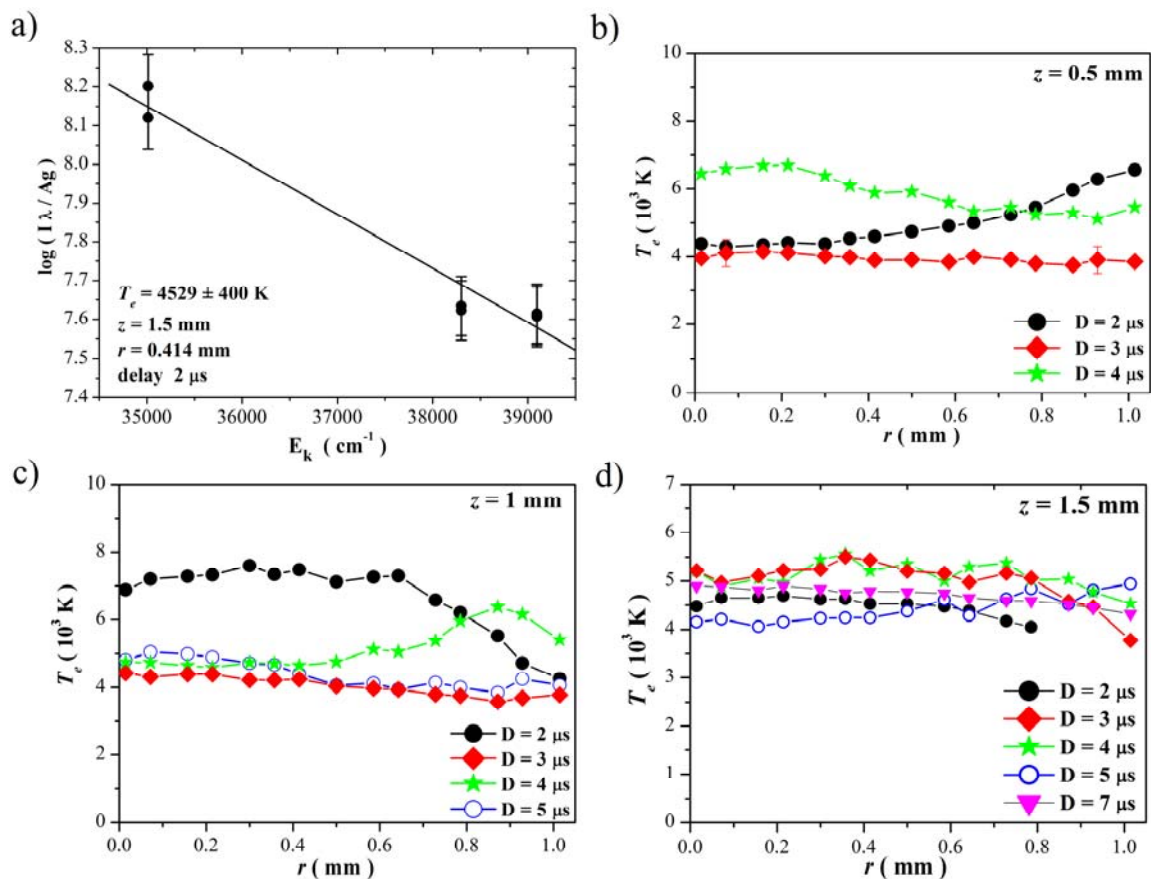 a)
8.3
8.2
8.1
8.0
7.9
7.8
7.7
7.6
7.5
7.4
log ( I λ / Ag )
T_e = 4529 ± 400 K
z = 1.5 mm
r = 0.414 mm
delay 2 μs
35000 36000 37000 38000 39000
E_k ( cm⁻¹ )
b)
10
8
6
4
2
0
T_e ( 10³ K )
z = 0.5 mm
D = 2 μs
D = 3 μs
D = 4 μs
0.0 0.2 0.4 0.6 0.8 1.0
r ( mm )
c)
10
8
6
4
2
0
T_e ( 10³ K )
z = 1 mm
D = 2 μs
D = 3 μs
D = 4 μs
D = 5 μs
0.0 0.2 0.4 0.6 0.8 1.0
r ( mm )
d)
7
6
5
4
3
2
1
0
T_e ( 10³ K )
z = 1.5 mm
D = 2 μs
D = 3 μs
D = 4 μs
D = 5 μs
D = 7 μs
0.0 0.2 0.4 0.6 0.8 1.0
r ( mm )